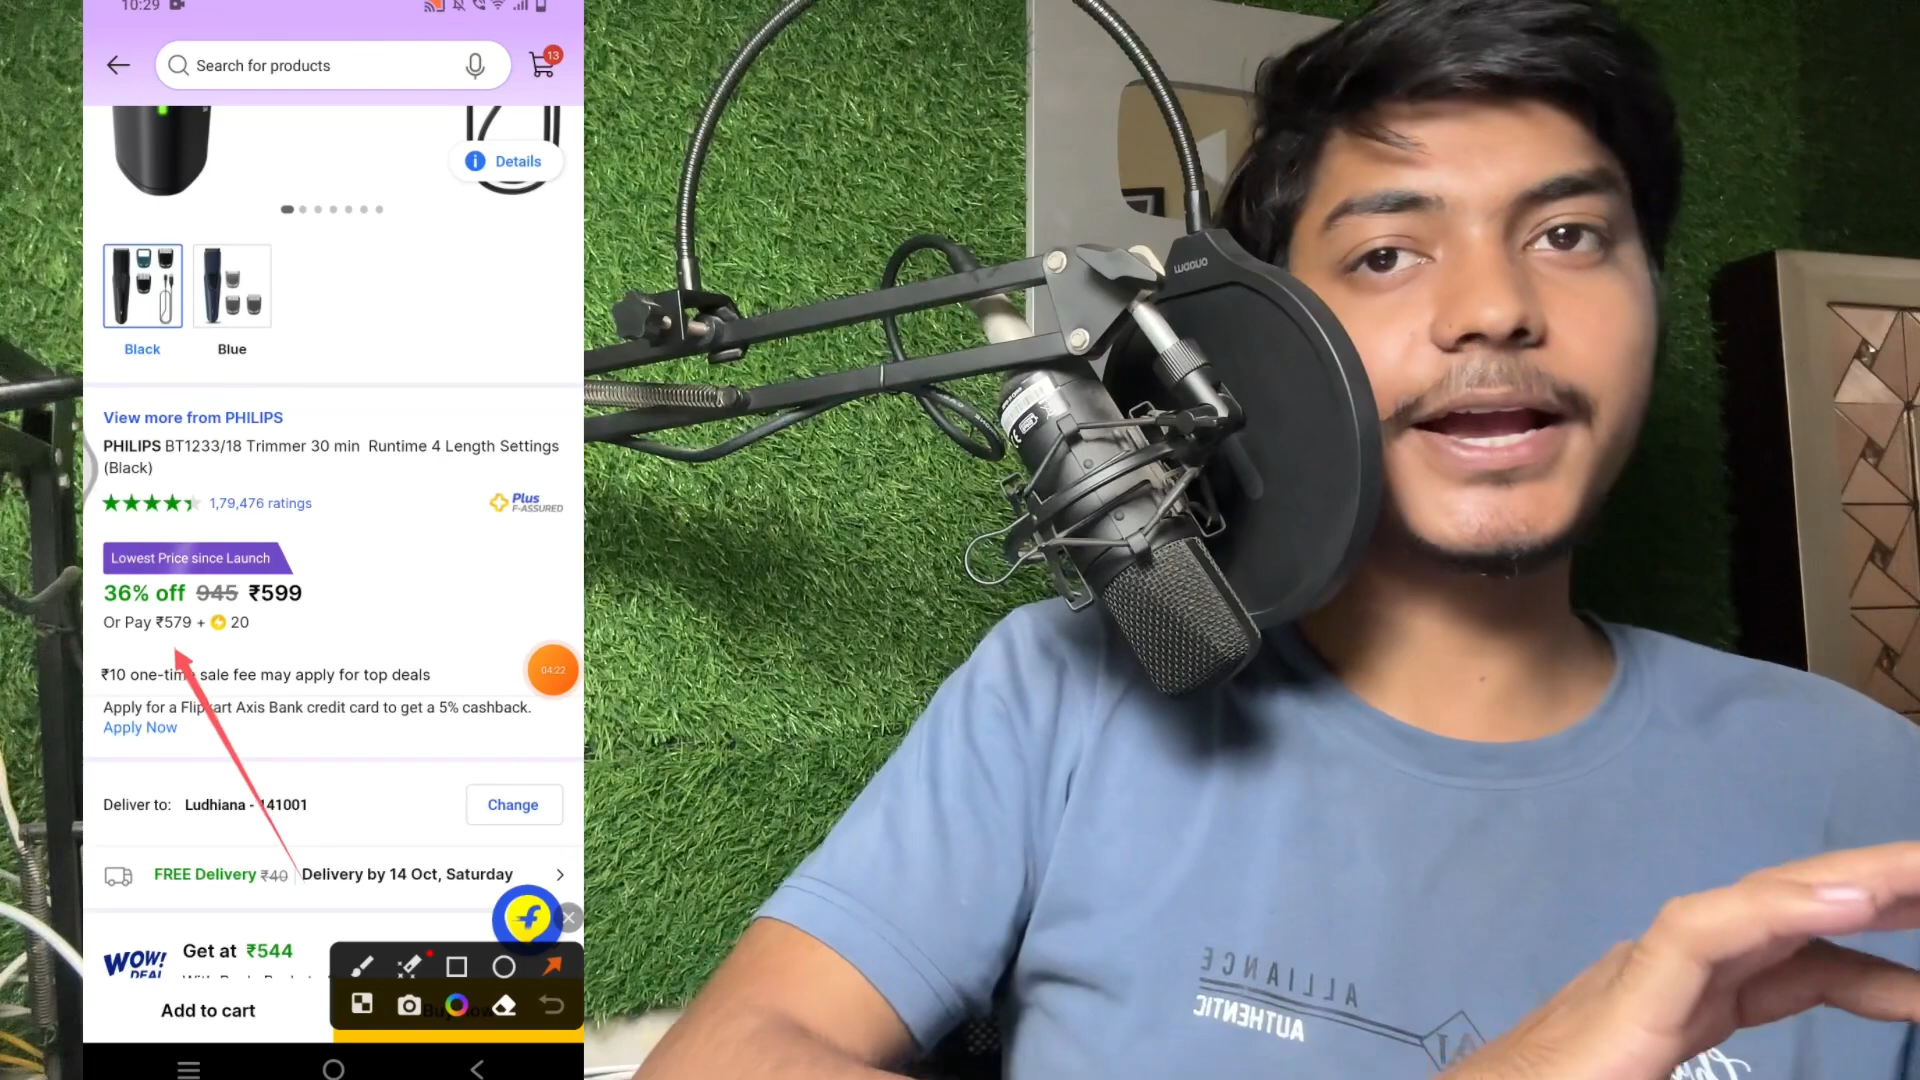 10:29
Search for products
13
Details
Black
Blue
View more from PHILIPS
PHILIPS BT1233/18 Trimmer 30 min Runtime 4 Length Settings
(Black)
1,79,476 ratings
Plus
F-ASSURED
Lowest Price since Launch
36% off 945 ₹599
Or Pay ₹579 + 20
₹10 one-time sale fee may apply for top deals
04:22
Apply for a Flipkart Axis Bank credit card to get a 5% cashback.
Apply Now
Deliver to: Ludhiana - 141001
Change
FREE Delivery ₹40 Delivery by 14 Oct, Saturday
WOW!
DEAL
Get at ₹544
Add to cart
Buy now
ALLIANCE
AUTHENTIC